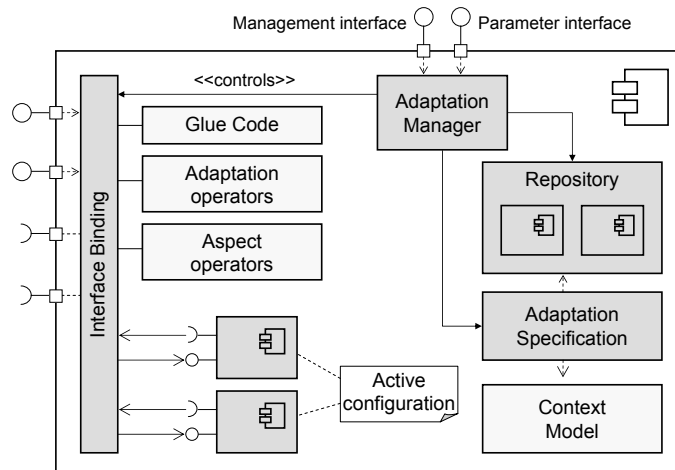 Management interface
Parameter interface
<<controls>>
Adaptation
Manager
Glue Code
Adaptation
operators
Aspect
operators
Interface Binding
Repository
Adaptation
Specification
Active
configuration
Context
Model